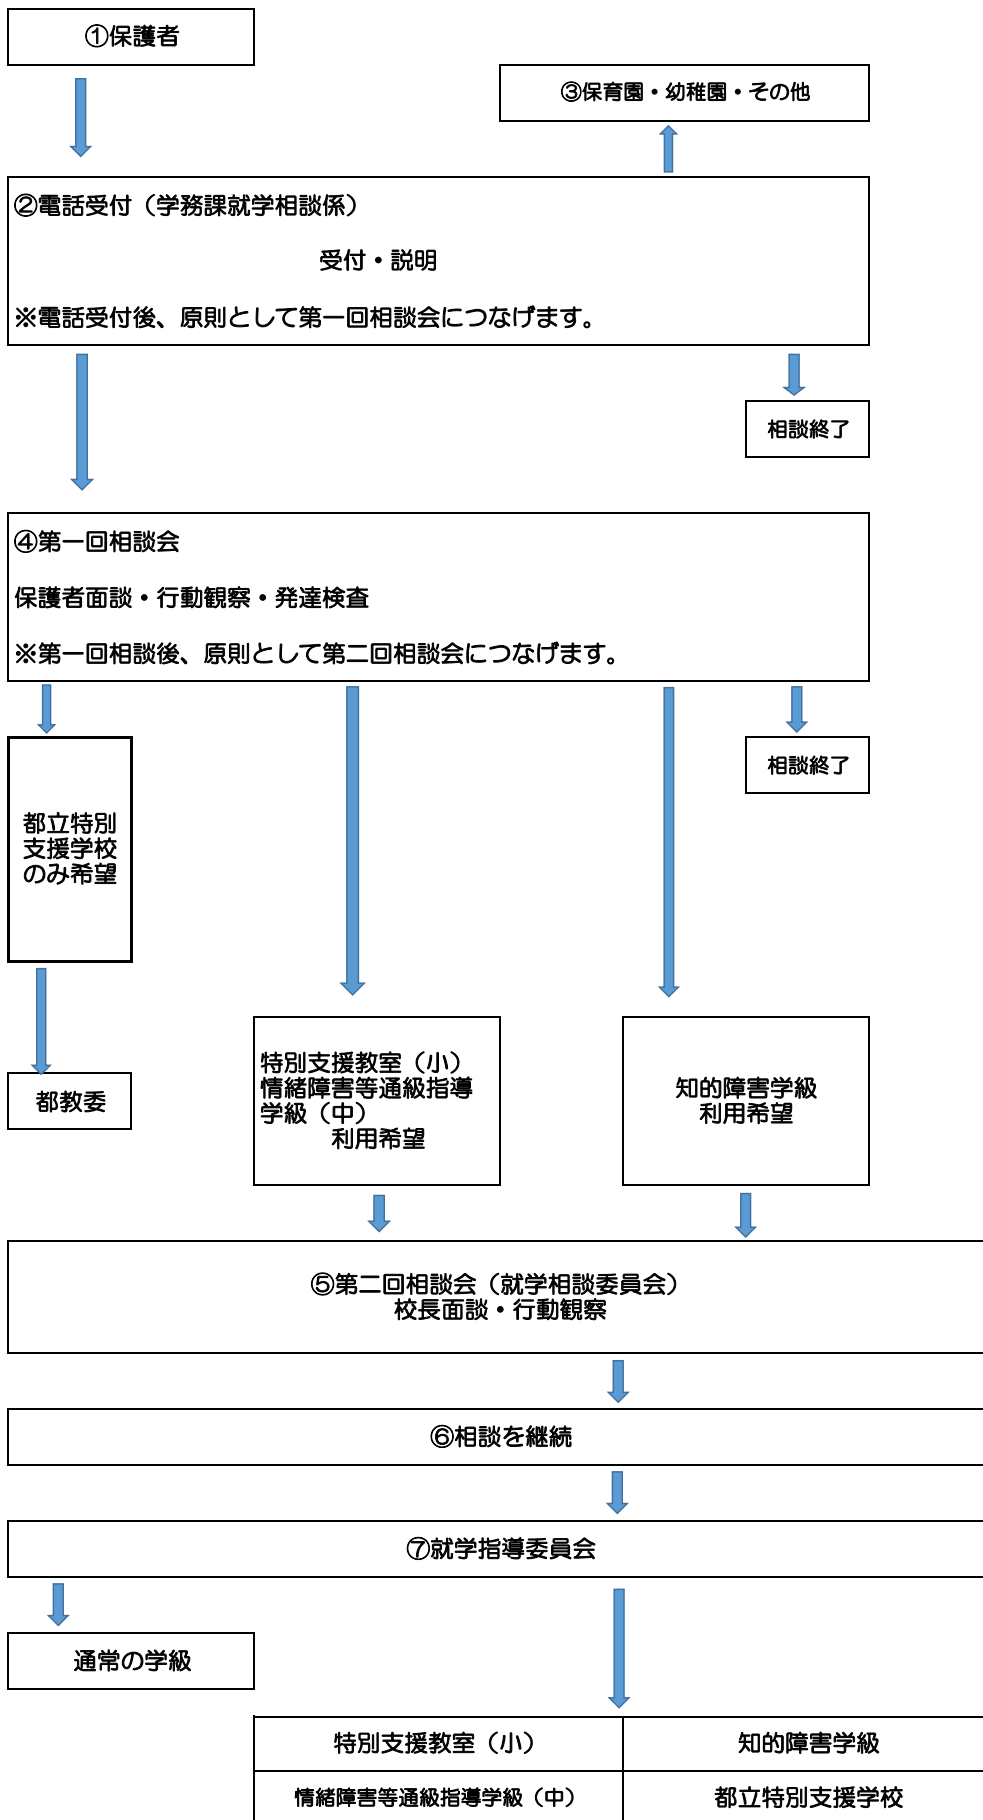 ①保護者
③保育園・幼稚園・その他
②電話受付（学務課就学相談係）
受付・説明
※電話受付後、原則として第一回相談会につなげます。
相談終了
④第一回相談会
保護者面談・行動観察・発達検査
※第一回相談後、原則として第二回相談会につなげます。
相談終了
都立特別
支援学校
のみ希望
都教委
特別支援教室（小）
情緒障害等通級指導
学級（中）
利用希望
知的障害学級
利用希望
⑤第二回相談会（就学相談委員会）
校長面談・行動観察
⑥相談を継続
⑦就学指導委員会
通常の学級
特別支援教室（小）
知的障害学級
情緒障害等通級指導学級（中）
都立特別支援学校